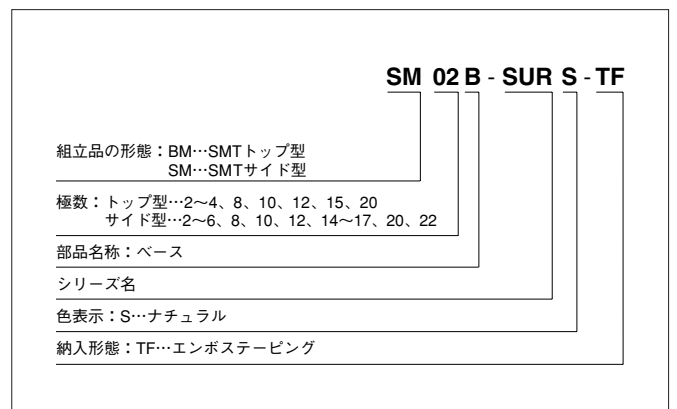 SM 02 B - SUR S - TF
組立品の形態：BM…SMTトップ型
SM…SMTサイド型
極数：トップ型…2〜4、8、10、12、15、20
サイド型…2〜6、8、10、12、14〜17、20、22
部品名称：ベース
シリーズ名
色表示：S…ナチュラル
納入形態：TF…エンボステーピング